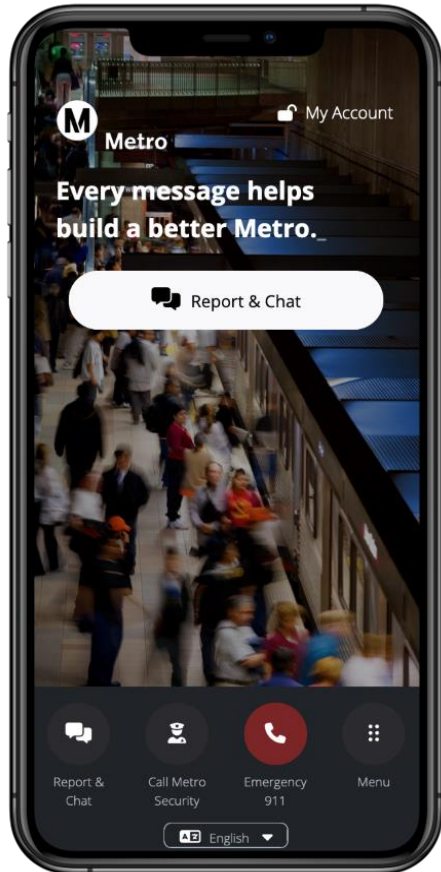 M
Metro
My Account
Every message helps
build a better Metro._
Report & Chat
Report &
Chat
Call Metro
Security
Emergency
911
Menu
A
English